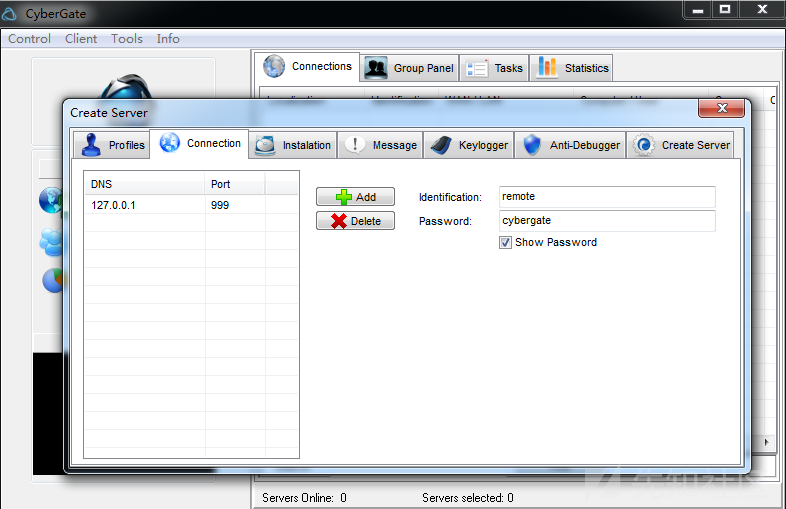 CyberGate
Control Client Tools Info
Connections Group Panel Tasks Statistics
Create Server
Profiles Connection Instalation Message Keylogger Anti-Debugger Create Server
DNS Port
127.0.0.1 999
Add Identification: remote
Delete Password: cybergate
Show Password
Servers Online: 0 Servers selected: 0